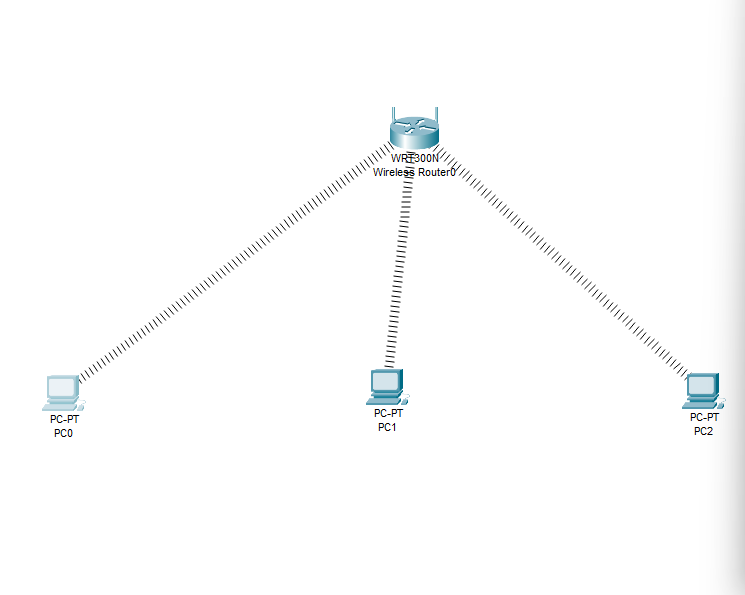 WRT300N
Wireless Router0
PC-PT
PC0
PC-PT
PC1
PC-PT
PC2